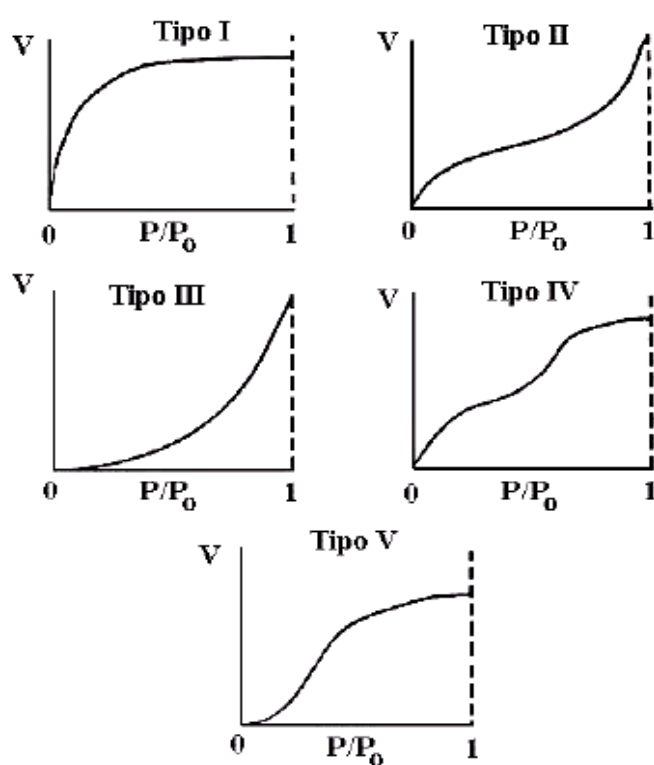 Tipo I
V
0 P/Po 1
Tipo II
V
0 P/Po 1
Tipo III
V
0 P/Po 1
Tipo IV
V
0 P/Po 1
Tipo V
V
0 P/Po 1